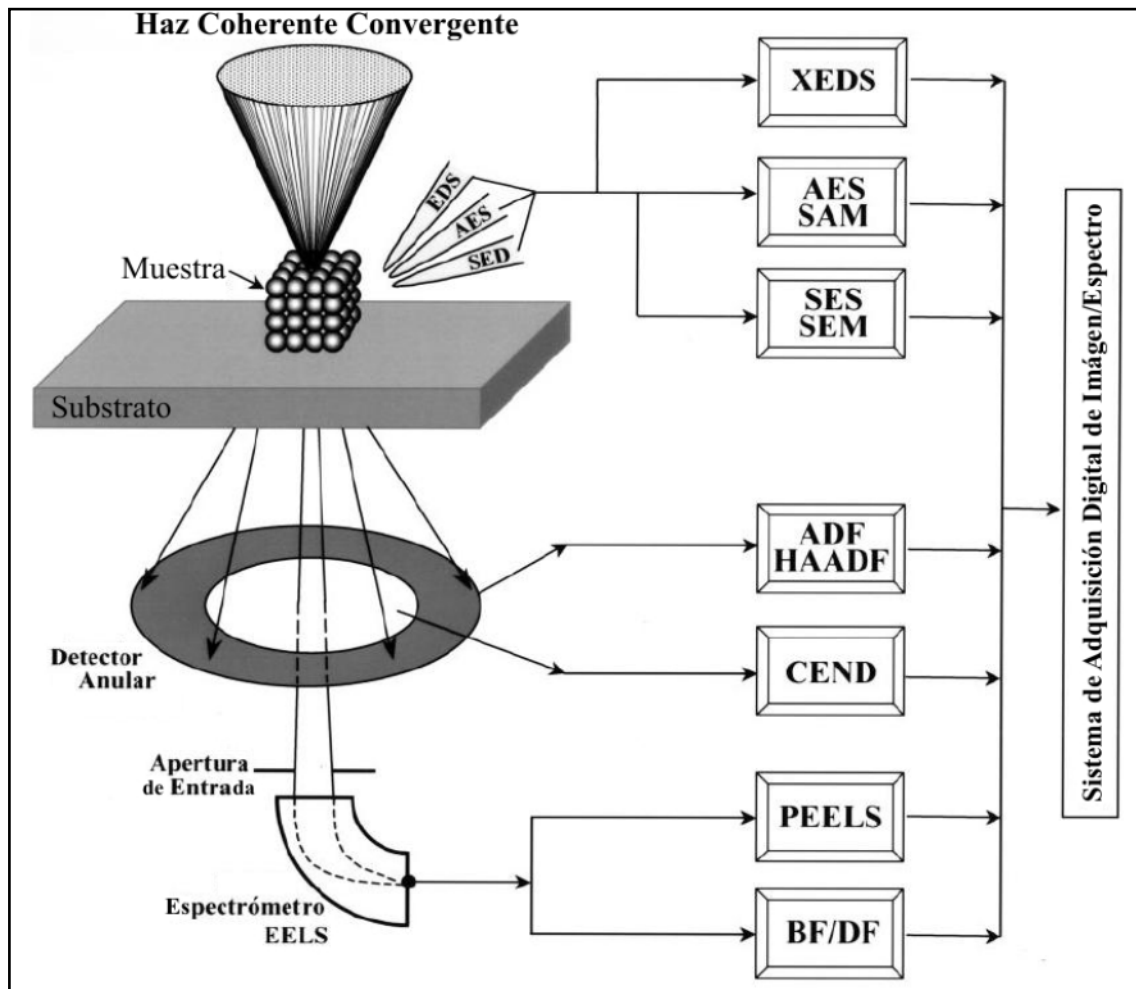 Haz Coherente Convergente
EDS
AES
SED
Muestra
Substrato
XEDS
AES
SAM
SES
SEM
ADF
HAADF
CEND
PEELS
BF/DF
Detector
Anular
Apertura
de Entrada
Espectrómetro
EELS
Sistema de Adquisición Digital de Imágen/Espectro